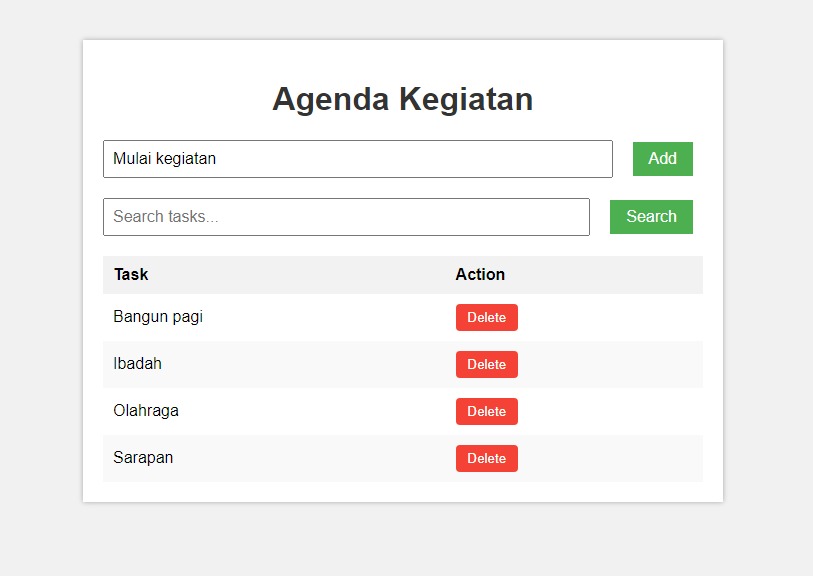 Agenda Kegiatan
Mulai kegiatan Add
Search tasks... Search
Task Action
Bangun pagi Delete
Ibadah Delete
Olahraga Delete
Sarapan Delete